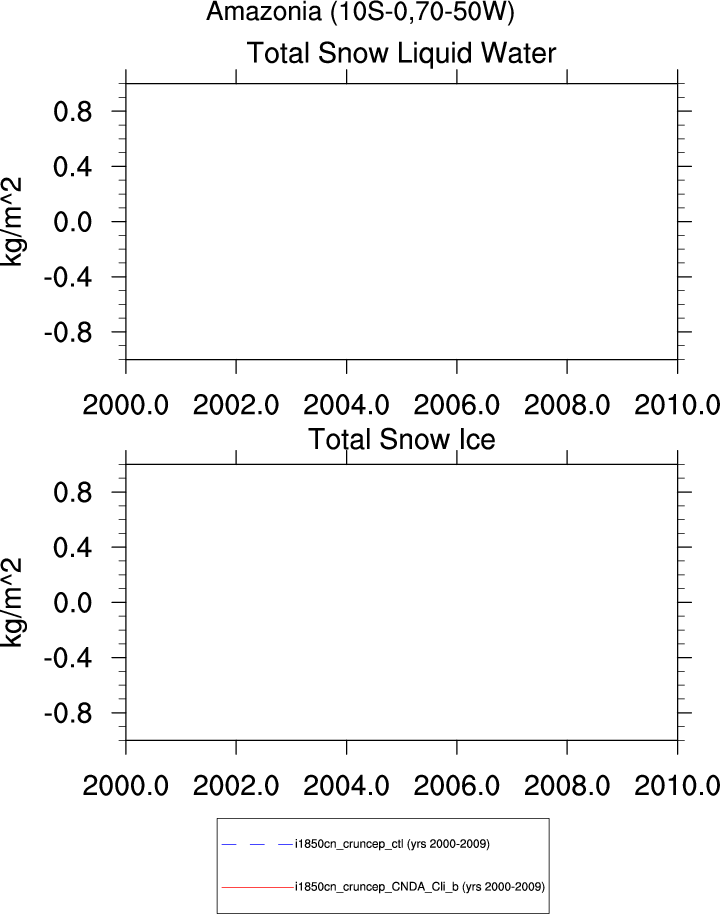 Amazonia (10S-0,70-50W)
Total Snow Liquid Water
0.8
0.4
0.0
-0.4
-0.8
kg/m^2
2000.0 2002.0 2004.0 2006.0 2008.0 2010.0
Total Snow Ice
0.8
0.4
0.0
-0.4
-0.8
kg/m^2
2000.0 2002.0 2004.0 2006.0 2008.0 2010.0
i1850cn_cruncep_ctl (yrs 2000-2009)
i1850cn_cruncep_CNDA_Cli_b (yrs 2000-2009)